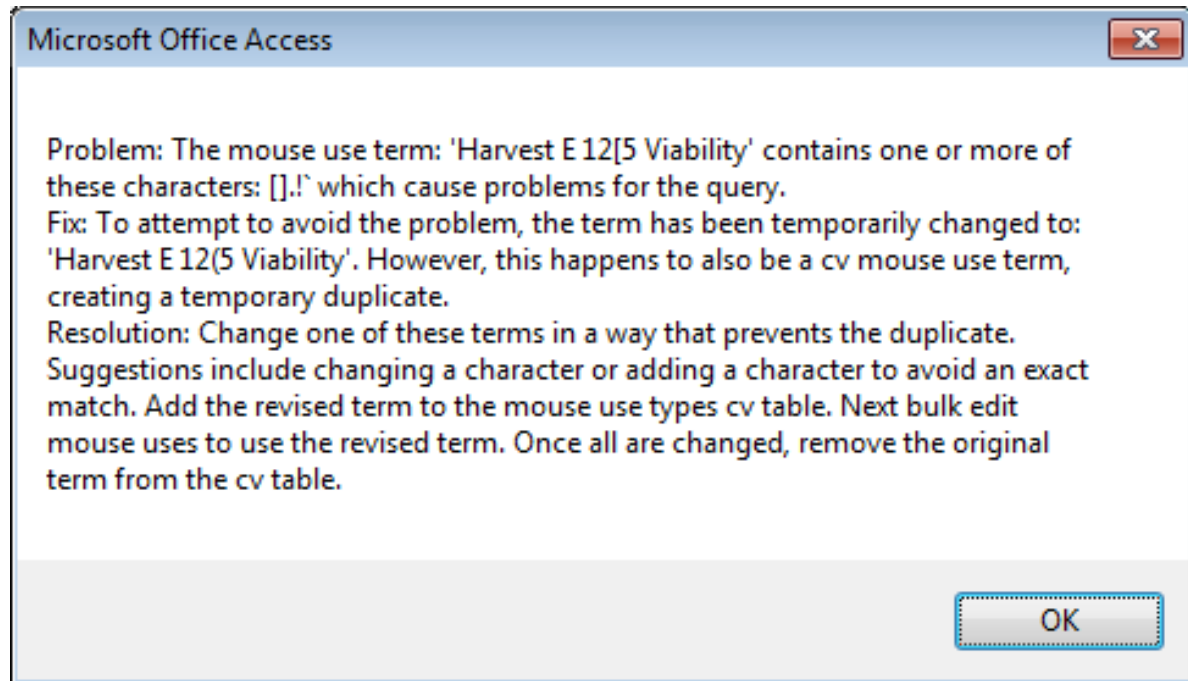 Microsoft Office Access
Problem: The mouse use term: 'Harvest E 12[5 Viability' contains one or more of
these characters: [].!` which cause problems for the query.
Fix: To attempt to avoid the problem, the term has been temporarily changed to:
'Harvest E 12(5 Viability'. However, this happens to also be a cv mouse use term,
creating a temporary duplicate.
Resolution: Change one of these terms in a way that prevents the duplicate.
Suggestions include changing a character or adding a character to avoid an exact
match. Add the revised term to the mouse use types cv table. Next bulk edit
mouse uses to use the revised term. Once all are changed, remove the original
term from the cv table.
OK